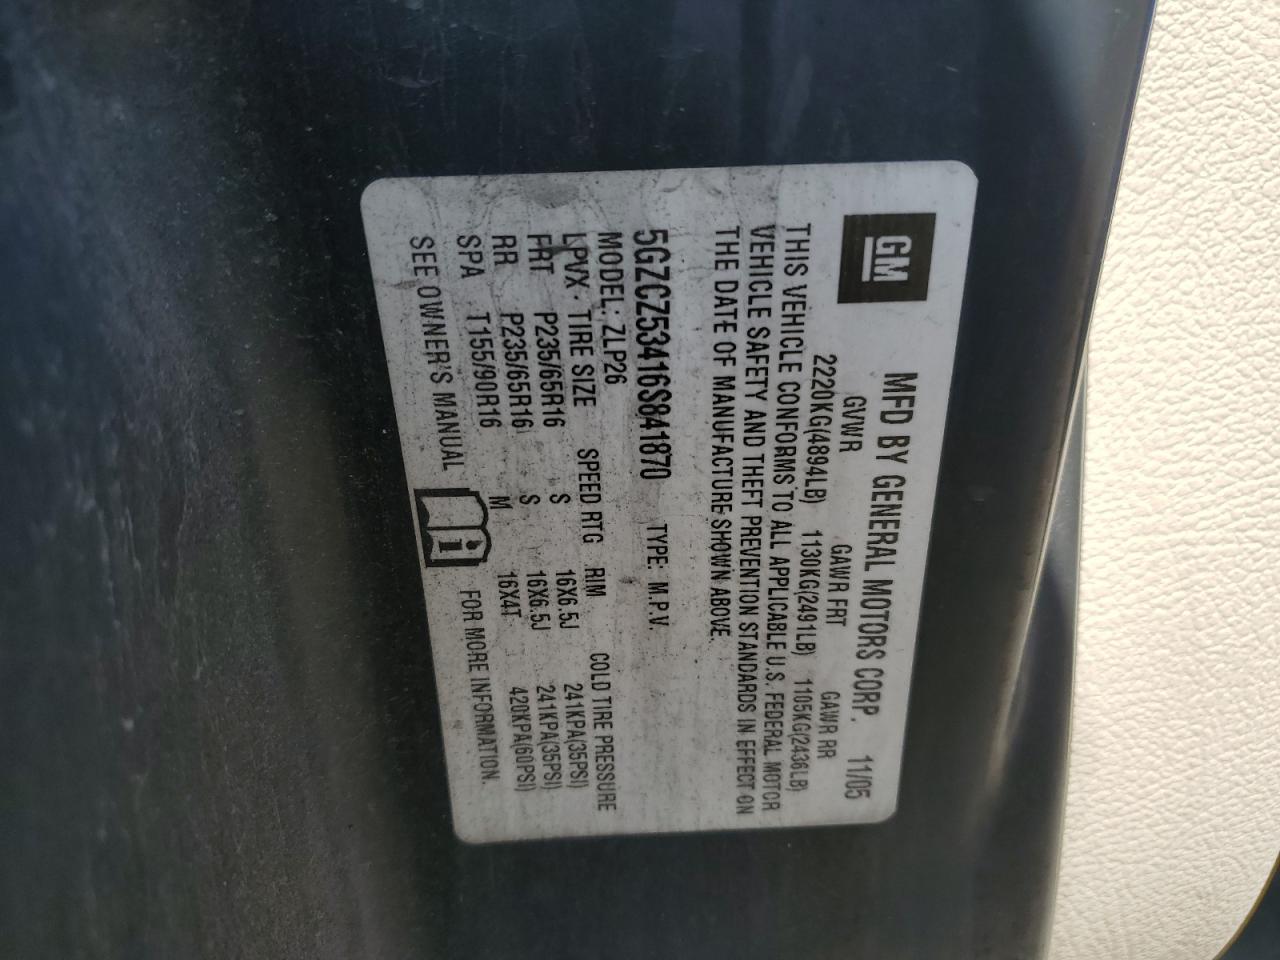 GM
MFD BY GENERAL MOTORS CORP. 11/05
GVWR GAWR FRT GAWR RR
2220KG(4894LB) 1130KG(2491LB) 1105KG(2436LB)
THIS VEHICLE CONFORMS TO ALL APPLICABLE U.S. FEDERAL MOTOR
VEHICLE SAFETY AND THEFT PREVENTION STANDARDS IN EFFECT ON
THE DATE OF MANUFACTURE SHOWN ABOVE.
5GZCZ53416S841870 TYPE: M.P.V.
MODEL: ZLP26
LPVX · TIRE SIZE SPEED RTG RIM COLD TIRE PRESSURE
FRT P235/65R16 S 16X6.5J 241KPA(35PSI)
RR P235/65R16 S 16X6.5J 241KPA(35PSI)
SPA T155/90R16 M 16X4T 420KPA(60PSI)
SEE OWNER'S MANUAL i FOR MORE INFORMATION.